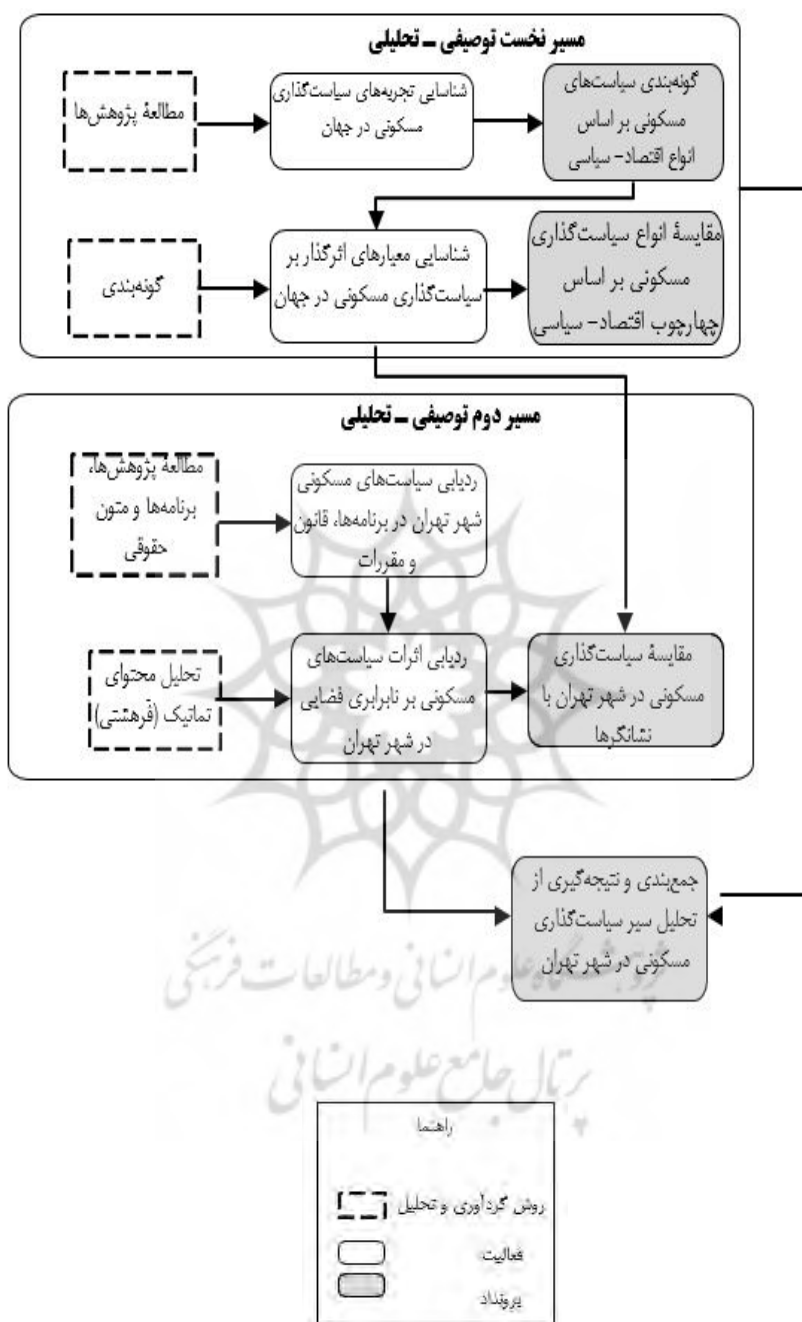 مسیر نخست توصیفی ـ تحلیلی
مطالعهٔ پژوهش‌ها
شناسایی تجربه‌های سیاست‌گذاری
مسکونی در جهان
گونه‌بندی سیاست‌های
مسکونی بر اساس
انواع اقتصاد- سیاسی
گونه‌بندی
شناسایی معیارهای اثرگذار بر
سیاست‌گذاری مسکونی در جهان
مقایسهٔ انواع سیاست‌گذاری
مسکونی بر اساس
چهارچوب اقتصاد- سیاسی
مسیر دوم توصیفی ـ تحلیلی
مطالعهٔ پژوهش‌ها،
برنامه‌ها و متون
حقوقی
ردیابی سیاست‌های مسکونی
شهر تهران در برنامه‌ها، قانون
و مقررات
تحلیل محتوای
تماتیک (فرهشتی)
ردیابی اثرات سیاست‌های
مسکونی بر نابرابری فضایی
در شهر تهران
مقایسهٔ سیاست‌گذاری
مسکونی در شهر تهران با
نشانگرها
جمع‌بندی و نتیجه‌گیری از
تحلیل سیر سیاست‌گذاری
مسکونی در شهر تهران
پژوهشگاه علوم انسانی و مطالعات فرهنگی
پرتال جامع علوم انسانی
راهنما
روش گردآوری و تحلیل
فعالیت
برونداد